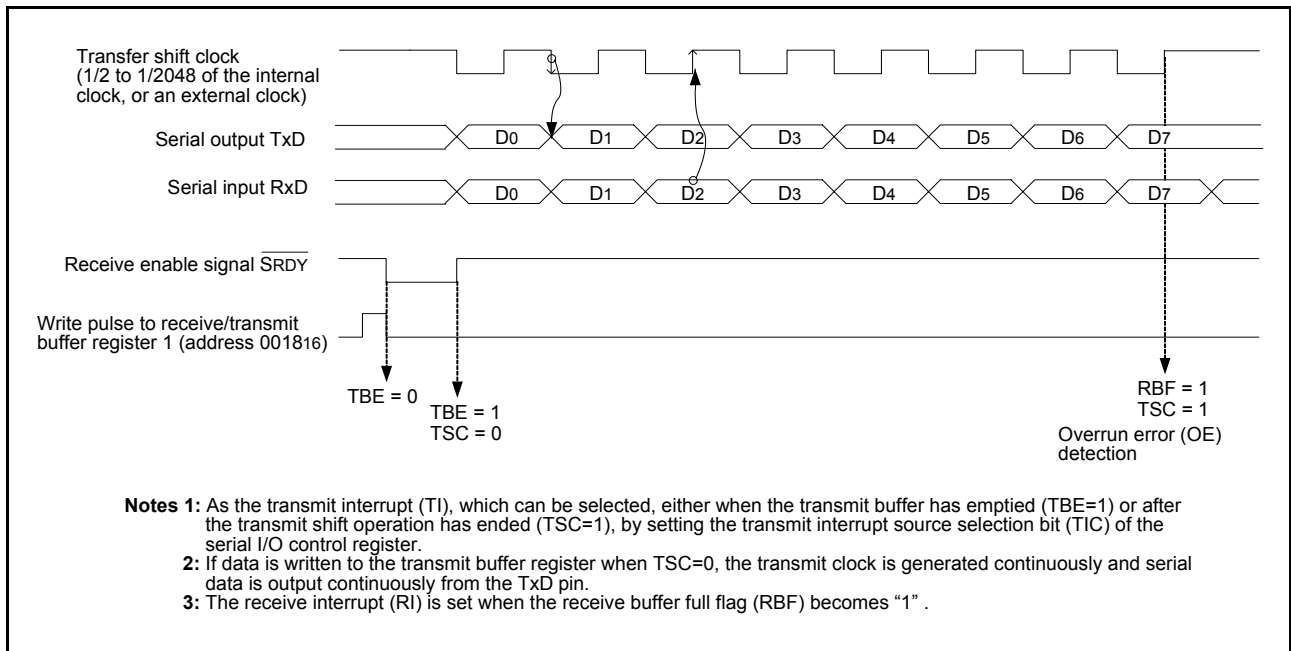 Transfer shift clock
(1/2 to 1/2048 of the internal
clock, or an external clock)
Serial output TxD
D0 D1 D2 D3 D4 D5 D6 D7
Serial input RxD
D0 D1 D2 D3 D4 D5 D6 D7
Receive enable signal SRDY
Write pulse to receive/transmit
buffer register 1 (address 001816)
TBE = 0
TBE = 1
TSC = 0
RBF = 1
TSC = 1
Overrun error (OE)
detection
Notes 1: As the transmit interrupt (TI), which can be selected, either when the transmit buffer has emptied (TBE=1) or after
the transmit shift operation has ended (TSC=1), by setting the transmit interrupt source selection bit (TIC) of the
serial I/O control register.
2: If data is written to the transmit buffer register when TSC=0, the transmit clock is generated continuously and serial
data is output continuously from the TxD pin.
3: The receive interrupt (RI) is set when the receive buffer full flag (RBF) becomes “1” .